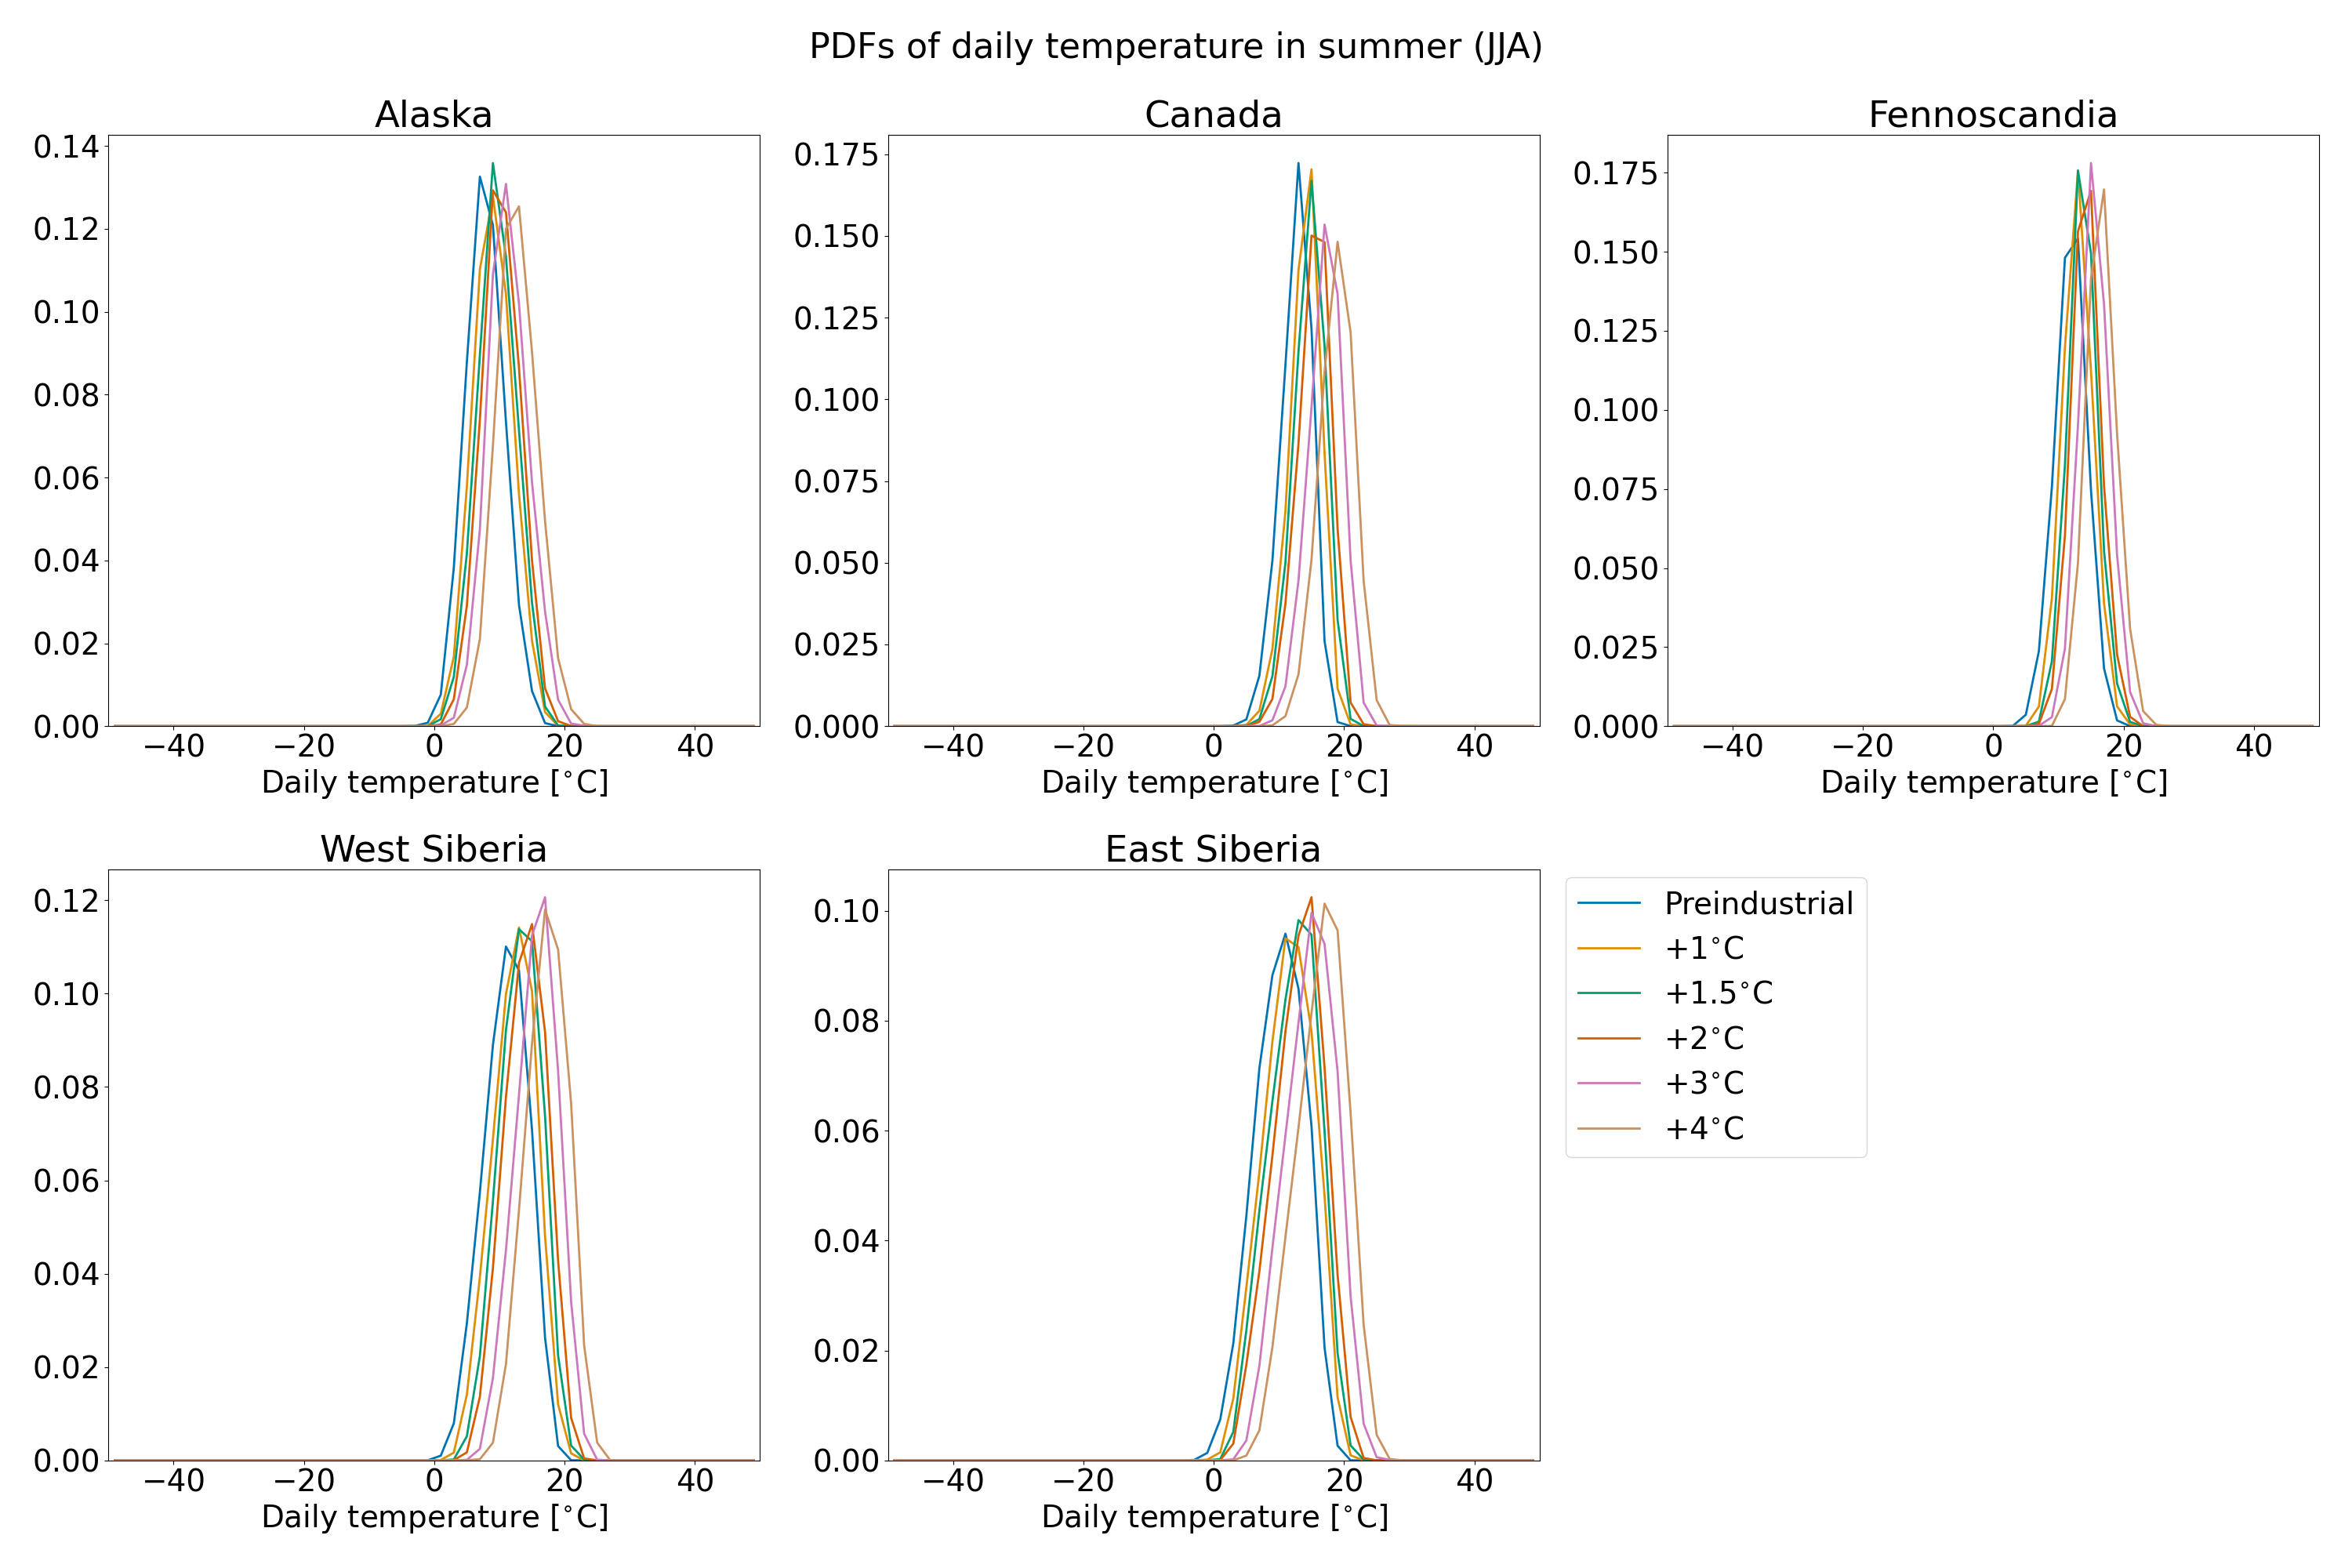 PDFs of daily temperature in summer (JJA)
Alaska
0.14
0.12
0.10
0.08
0.06
0.04
0.02
0.00
−40 −20 0 20 40
Daily temperature [°C]
Canada
0.175
0.150
0.125
0.100
0.075
0.050
0.025
0.000
−40 −20 0 20 40
Daily temperature [°C]
Fennoscandia
0.175
0.150
0.125
0.100
0.075
0.050
0.025
0.000
−40 −20 0 20 40
Daily temperature [°C]
West Siberia
0.12
0.10
0.08
0.06
0.04
0.02
0.00
−40 −20 0 20 40
Daily temperature [°C]
East Siberia
0.10
0.08
0.06
0.04
0.02
0.00
−40 −20 0 20 40
Daily temperature [°C]
Preindustrial
+1°C
+1.5°C
+2°C
+3°C
+4°C